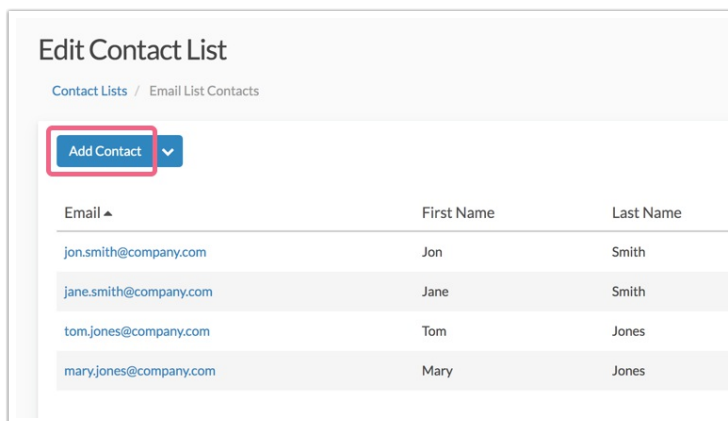 Edit Contact List
Contact Lists / Email List Contacts
Add Contact
Email First Name Last Name
jon.smith@company.com Jon Smith
jane.smith@company.com Jane Smith
tom.jones@company.com Tom Jones
mary.jones@company.com Mary Jones